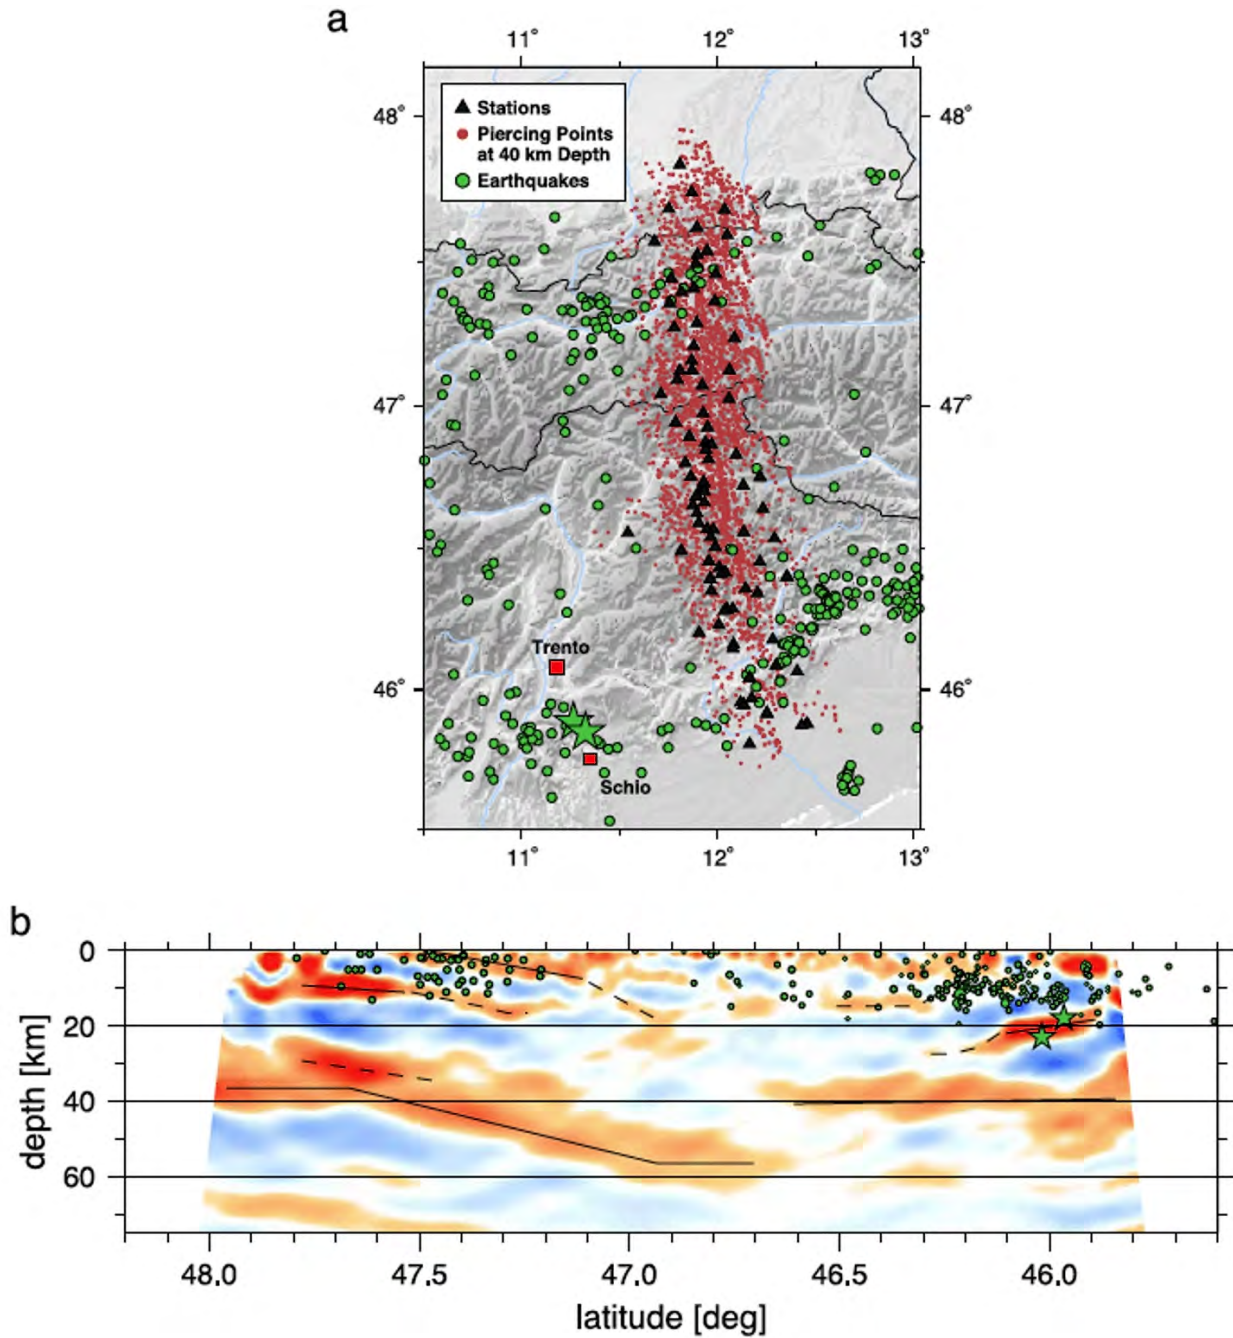 a
11° 12° 13°
48° 48°
Stations
Piercing Points
at 40 km Depth
Earthquakes
47° 47°
Trento
46° 46°
Schio
11° 12° 13°
b
0
20
40
60
depth [km]
48.0 47.5 47.0 46.5 46.0
latitude [deg]